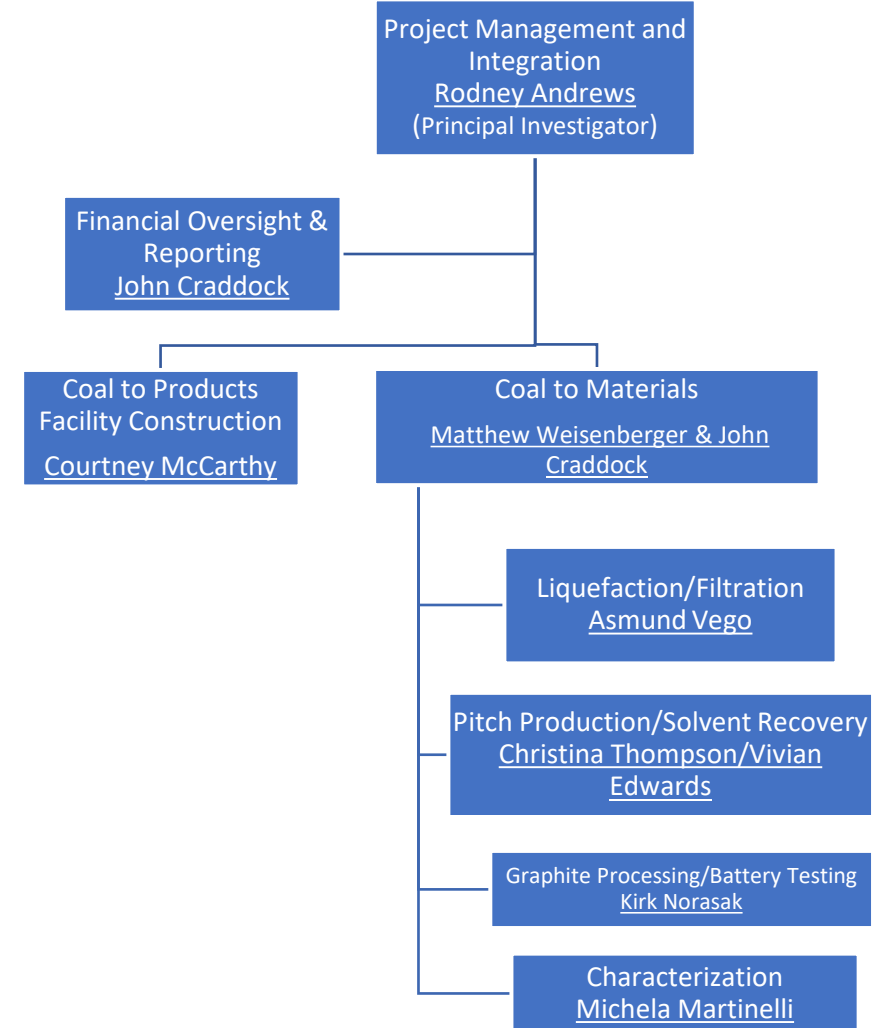 Project Management and
Integration
Rodney Andrews
(Principal Investigator)
Financial Oversight &
Reporting
John Craddock
Coal to Products
Facility Construction
Courtney McCarthy
Coal to Materials
Matthew Weisenberger & John
Craddock
Liquefaction/Filtration
Asmund Vego
Pitch Production/Solvent Recovery
Christina Thompson/Vivian
Edwards
Graphite Processing/Battery Testing
Kirk Norasak
Characterization
Michela Martinelli